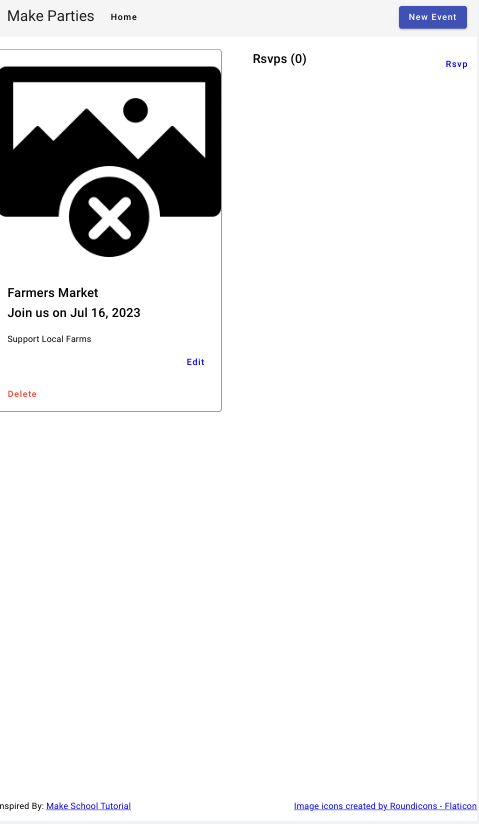 Make Parties
Home
New Event
Rsvps (0)
Rsvp
Farmers Market
Join us on Jul 16, 2023
Support Local Farms
Edit
Delete
nspired By: Make School Tutorial
Image icons created by Roundicons - Flaticon